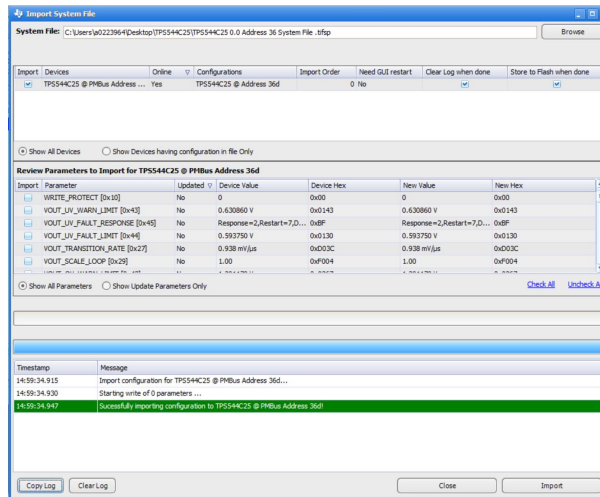 Import System File
System File: C:\Users\a0223964\Desktop\TPS544C25\TPS544C25 0.0 Address 36 System File .tifsp Browse
Import Devices Online Configurations Import Order Need GUI restart Clear Log when done Store to Flash when done
TPS544C25 @ PMBus Address ... Yes TPS544C25 @ PMBus Address 36d 0 No
Show All Devices Show Devices having configuration in file Only
Review Parameters to Import for TPS544C25 @ PMBus Address 36d
Import Parameter Updated Device Value Device Hex New Value New Hex
WRITE_PROTECT [0x10] No 0 0x00 0 0x00
VOUT_UV_WARN_LIMIT [0x43] No 0.630860 V 0x0143 0.630860 V 0x0143
VOUT_UV_FAULT_RESPONSE [0x45] No Response=2,Restart=7,D... 0xBF Response=2,Restart=7,D... 0xBF
VOUT_UV_FAULT_LIMIT [0x44] No 0.593750 V 0x0130 0.593750 V 0x0130
VOUT_TRANSITION_RATE [0x27] No 0.938 mV/µs 0xD03C 0.938 mV/µs 0xD03C
VOUT_SCALE_LOOP [0x29] No 1.00 0xF004 1.00 0xF004
Show All Parameters Show Update Parameters Only Check All Uncheck A
Timestamp Message
14:59:34.915 Import configuration for TPS544C25 @ PMBus Address 36d...
14:59:34.930 Starting write of 0 parameters ...
14:59:34.947 Sucessfully importing configuration to TPS544C25 @ PMBus Address 36d!
Copy Log Clear Log Close Import